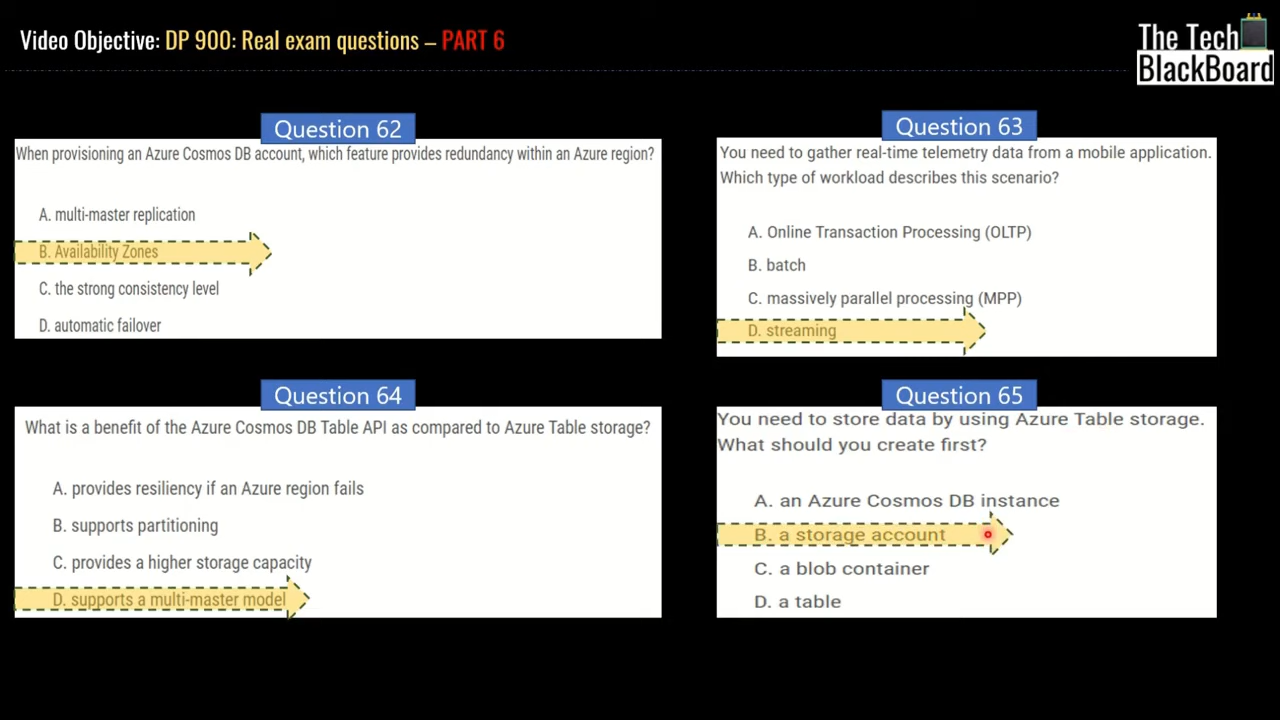 Video Objective: DP 900: Real exam questions – PART 6
The Tech
BlackBoard
Question 62
When provisioning an Azure Cosmos DB account, which feature provides redundancy within an Azure region?
A. multi-master replication
B. Availability Zones
C. the strong consistency level
D. automatic failover
Question 63
You need to gather real-time telemetry data from a mobile application.
Which type of workload describes this scenario?
A. Online Transaction Processing (OLTP)
B. batch
C. massively parallel processing (MPP)
D. streaming
Question 64
What is a benefit of the Azure Cosmos DB Table API as compared to Azure Table storage?
A. provides resiliency if an Azure region fails
B. supports partitioning
C. provides a higher storage capacity
D. supports a multi-master model
Question 65
You need to store data by using Azure Table storage.
What should you create first?
A. an Azure Cosmos DB instance
B. a storage account
C. a blob container
D. a table